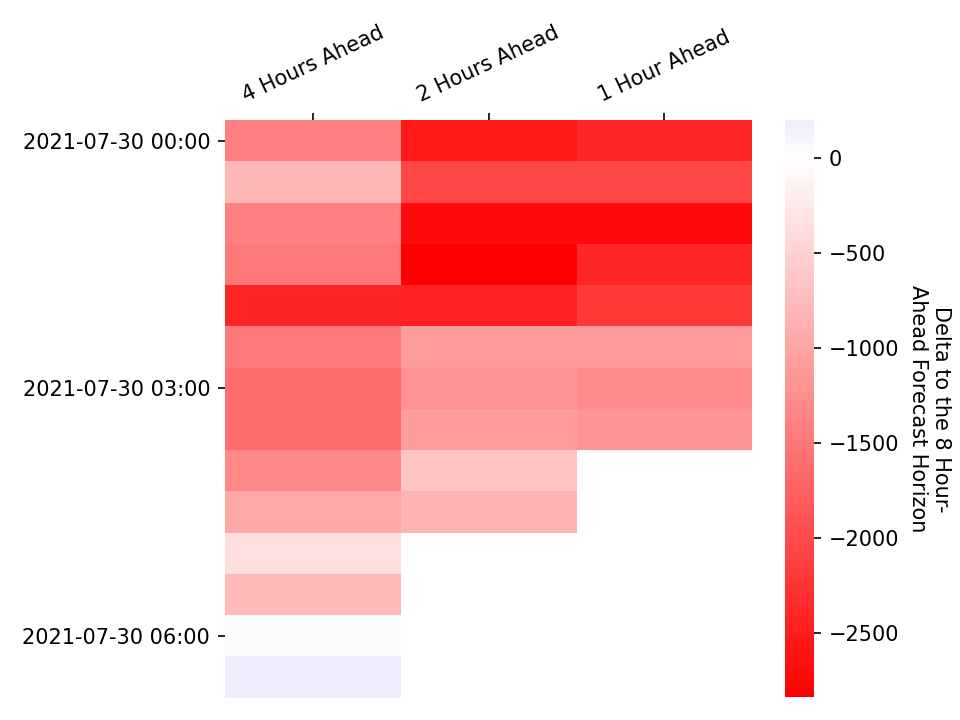 4 Hours Ahead
2 Hours Ahead
1 Hour Ahead
2021-07-30 00:00
2021-07-30 03:00
2021-07-30 06:00
0
−500
−1000
−1500
−2000
−2500
Delta to the 8 Hour-
Ahead Forecast Horizon